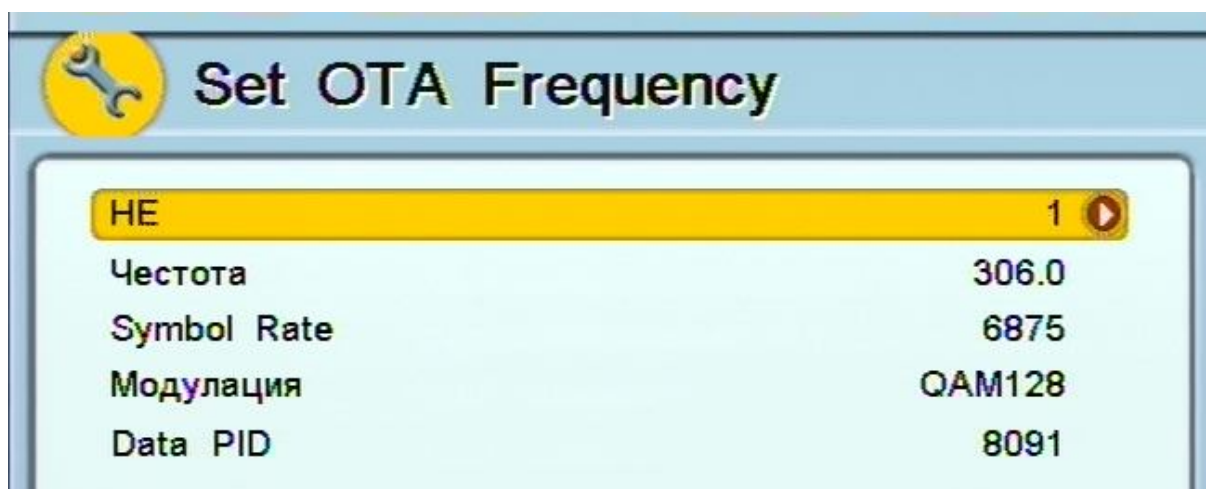 Set OTA Frequency
НЕ 1
Честота 306.0
Symbol Rate 6875
Модулация QAM128
Data PID 8091